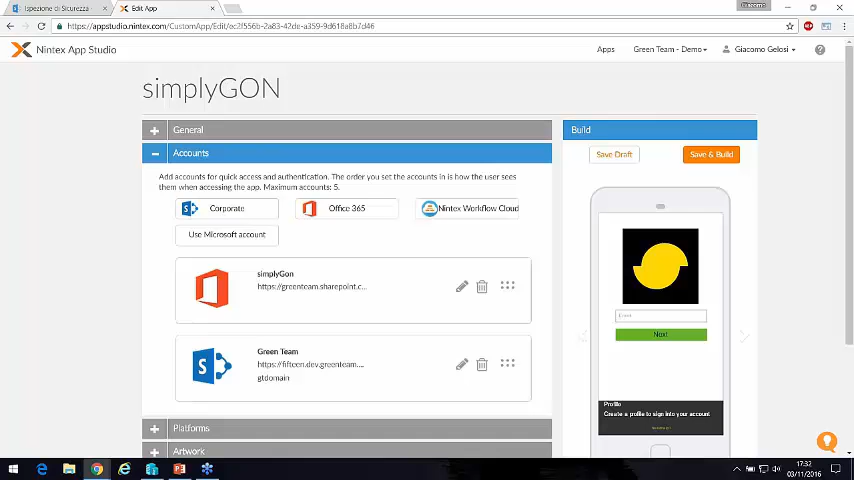 Giacomo
Ispezione di Sicurezza -
Edit App
https://appstudio.nintex.com/CustomApp/Edit/ec2f556b-2a83-42de-a359-9d618a8b7d46
Nintex App Studio
Apps
Green Team - Demo
Giacomo Gelosi
simplyGON
General
Accounts
Add accounts for quick access and authentication. The order you set the accounts in is how the user sees
them when accessing the app. Maximum accounts: 5.
Corporate
Office 365
Nintex Workflow Cloud
Use Microsoft account
simplyGon
https://greenteam.sharepoint.c...
Green Team
https://fifteen.dev.greenteam....
gtdomain
Platforms
Artwork
Build
Save Draft
Save & Build
Email
Next
Profilo
Create a profile to sign into your account
17:32
03/11/2016